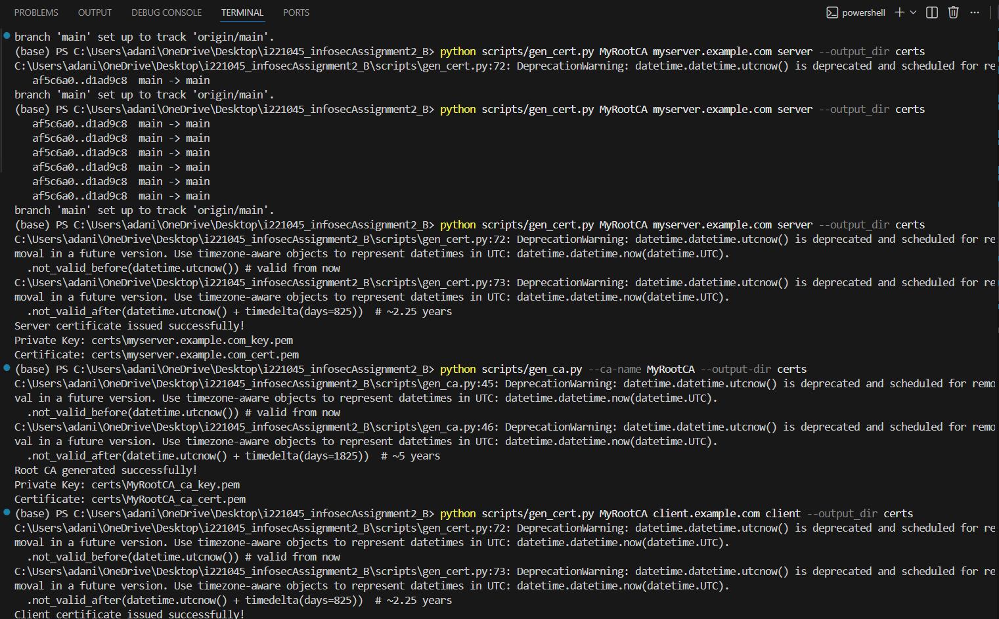 PROBLEMS OUTPUT DEBUG CONSOLE TERMINAL PORTS powershell
branch 'main' set up to track 'origin/main'.
(base) PS C:\Users\adani\OneDrive\Desktop\i221045_infosecAssignment2_B> python scripts/gen_cert.py MyRootCA myserver.example.com server --output_dir certs
C:\Users\adani\OneDrive\Desktop\i221045_infosecAssignment2_B\scripts\gen_cert.py:72: DeprecationWarning: datetime.datetime.utcnow() is deprecated and scheduled for re
   af5c6a0..d1ad9c8  main -> main
branch 'main' set up to track 'origin/main'.
(base) PS C:\Users\adani\OneDrive\Desktop\i221045_infosecAssignment2_B> python scripts/gen_cert.py MyRootCA myserver.example.com server --output_dir certs
   af5c6a0..d1ad9c8  main -> main
   af5c6a0..d1ad9c8  main -> main
   af5c6a0..d1ad9c8  main -> main
   af5c6a0..d1ad9c8  main -> main
   af5c6a0..d1ad9c8  main -> main
   af5c6a0..d1ad9c8  main -> main
branch 'main' set up to track 'origin/main'.
(base) PS C:\Users\adani\OneDrive\Desktop\i221045_infosecAssignment2_B> python scripts/gen_cert.py MyRootCA myserver.example.com server --output_dir certs
C:\Users\adani\OneDrive\Desktop\i221045_infosecAssignment2_B\scripts\gen_cert.py:72: DeprecationWarning: datetime.datetime.utcnow() is deprecated and scheduled for re
moval in a future version. Use timezone-aware objects to represent datetimes in UTC: datetime.datetime.now(datetime.UTC).
  .not_valid_before(datetime.utcnow()) # valid from now
C:\Users\adani\OneDrive\Desktop\i221045_infosecAssignment2_B\scripts\gen_cert.py:73: DeprecationWarning: datetime.datetime.utcnow() is deprecated and scheduled for re
moval in a future version. Use timezone-aware objects to represent datetimes in UTC: datetime.datetime.now(datetime.UTC).
  .not_valid_after(datetime.utcnow() + timedelta(days=825))  # ~2.25 years
Server certificate issued successfully!
Private Key: certs\myserver.example.com_key.pem
Certificate: certs\myserver.example.com_cert.pem
(base) PS C:\Users\adani\OneDrive\Desktop\i221045_infosecAssignment2_B> python scripts/gen_ca.py --ca-name MyRootCA --output-dir certs
C:\Users\adani\OneDrive\Desktop\i221045_infosecAssignment2_B\scripts\gen_ca.py:45: DeprecationWarning: datetime.datetime.utcnow() is deprecated and scheduled for remo
val in a future version. Use timezone-aware objects to represent datetimes in UTC: datetime.datetime.now(datetime.UTC).
  .not_valid_before(datetime.utcnow()) # valid from now
C:\Users\adani\OneDrive\Desktop\i221045_infosecAssignment2_B\scripts\gen_ca.py:46: DeprecationWarning: datetime.datetime.utcnow() is deprecated and scheduled for remo
val in a future version. Use timezone-aware objects to represent datetimes in UTC: datetime.datetime.now(datetime.UTC).
  .not_valid_after(datetime.utcnow() + timedelta(days=1825))  # ~5 years
Root CA generated successfully!
Private Key: certs\MyRootCA_ca_key.pem
Certificate: certs\MyRootCA_ca_cert.pem
(base) PS C:\Users\adani\OneDrive\Desktop\i221045_infosecAssignment2_B> python scripts/gen_cert.py MyRootCA client.example.com client --output_dir certs
C:\Users\adani\OneDrive\Desktop\i221045_infosecAssignment2_B\scripts\gen_cert.py:72: DeprecationWarning: datetime.datetime.utcnow() is deprecated and scheduled for re
moval in a future version. Use timezone-aware objects to represent datetimes in UTC: datetime.datetime.now(datetime.UTC).
  .not_valid_before(datetime.utcnow()) # valid from now
C:\Users\adani\OneDrive\Desktop\i221045_infosecAssignment2_B\scripts\gen_cert.py:73: DeprecationWarning: datetime.datetime.utcnow() is deprecated and scheduled for re
moval in a future version. Use timezone-aware objects to represent datetimes in UTC: datetime.datetime.now(datetime.UTC).
  .not_valid_after(datetime.utcnow() + timedelta(days=825))  # ~2.25 years
Client certificate issued successfully!